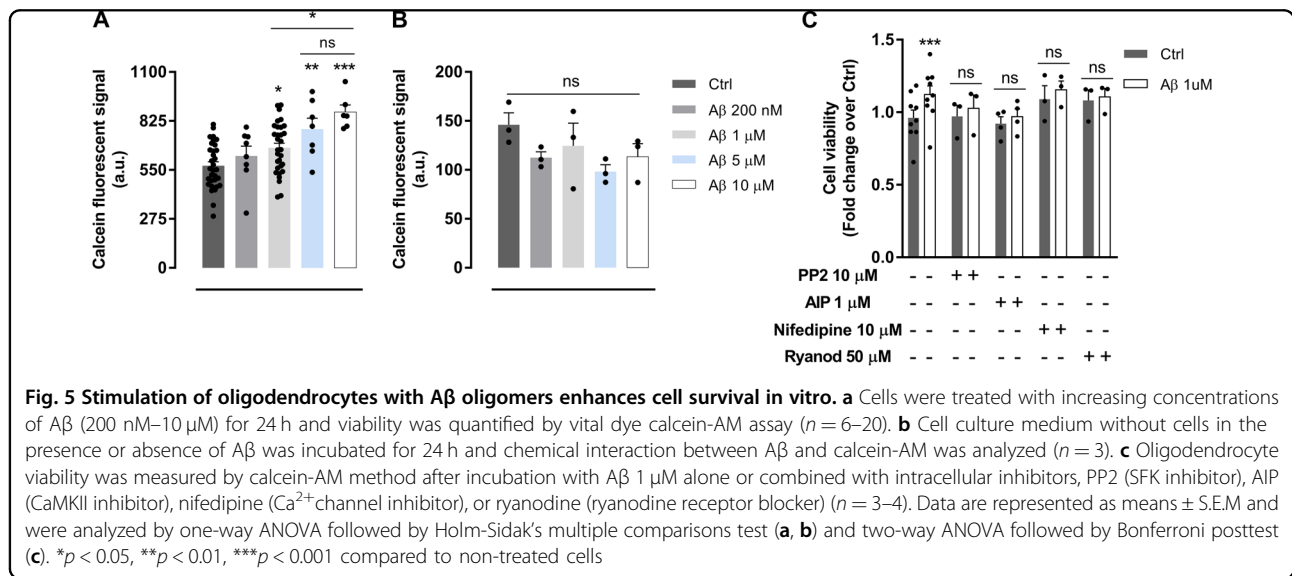 A
B
C
*
ns
* ** ***
1100
825
550
275
0
Calcein fluorescent signal
(a.u.)
ns
200
150
100
50
0
Calcein fluorescent signal
(a.u.)
Ctrl
Aβ 200 nM
Aβ 1 μM
Aβ 5 μM
Aβ 10 μM
***
ns ns ns ns
1.5
1.0
0.5
0.0
Cell viability
(Fold change over Ctrl)
Ctrl
Aβ 1uM
PP2 10 μM - - + + - - - - - -
AIP 1 μM - - - - + + - - - -
Nifedipine 10 μM - - - - - - + + - -
Ryanod 50 μM - - - - - - - - + +
Fig. 5 Stimulation of oligodendrocytes with Aβ oligomers enhances cell survival in vitro. a Cells were treated with increasing concentrations
of Aβ (200 nM–10 μM) for 24 h and viability was quantified by vital dye calcein-AM assay (n = 6–20). b Cell culture medium without cells in the
presence or absence of Aβ was incubated for 24 h and chemical interaction between Aβ and calcein-AM was analyzed (n = 3). c Oligodendrocyte
viability was measured by calcein-AM method after incubation with Aβ 1 μM alone or combined with intracellular inhibitors, PP2 (SFK inhibitor), AIP
(CaMKII inhibitor), nifedipine (Ca2+ channel inhibitor), or ryanodine (ryanodine receptor blocker) (n = 3–4). Data are represented as means ± S.E.M and
were analyzed by one-way ANOVA followed by Holm-Sidak's multiple comparisons test (a, b) and two-way ANOVA followed by Bonferroni posttest
(c). *p < 0.05, **p < 0.01, ***p < 0.001 compared to non-treated cells